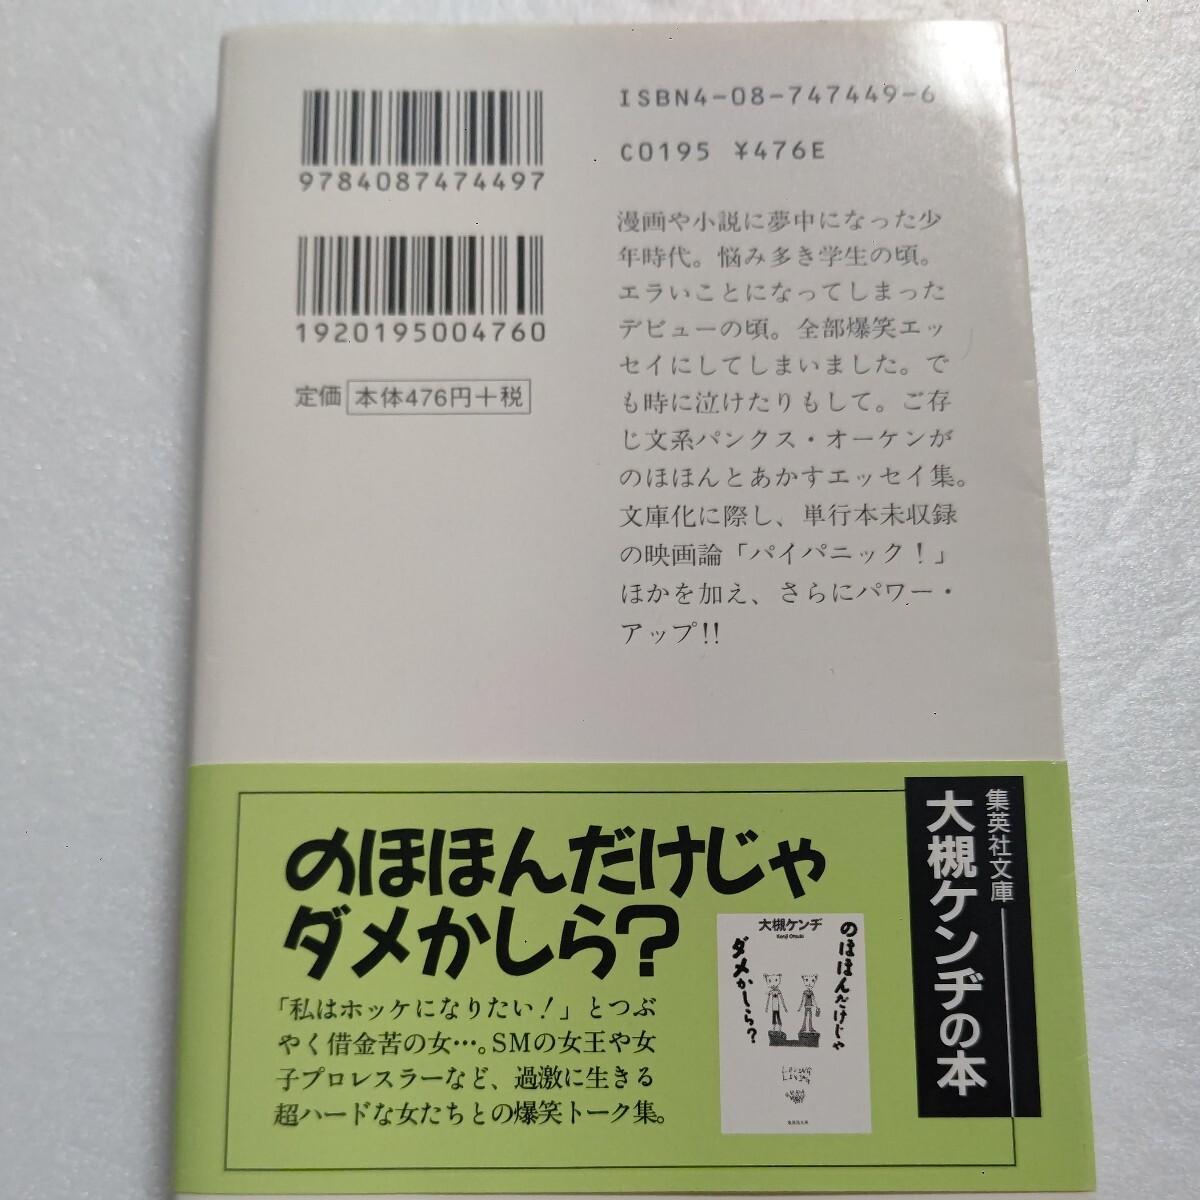 9784087474497
1920195004760
定価 本体476円＋税
ISBN4-08-747449-6
C0195 ¥476E
漫画や小説に夢中になった少
年時代。悩み多き学生の頃。
エラいことになってしまった
デビューの頃。全部爆笑エッ
セイにしてしまいました。で
も時に泣けたりもして。ご存
じ文系パンクス・オーケンが
のほほんとあかすエッセイ集。
文庫化に際し、単行本未収録
の映画論「パイパニック！」
ほかを加え、さらにパワー・
アップ!!
集英社文庫
大槻ケンヂの本
のほほんだけじゃ
ダメかしら?
「私はホッケになりたい！」とつぶ
やく借金苦の女…。SMの女王や女
子プロレスラーなど、過激に生きる
超ハードな女たちとの爆笑トーク集。
大槻ケンヂ
Kenji Otsuki
のほほんだけじゃ
ダメかしら?
集英社文庫